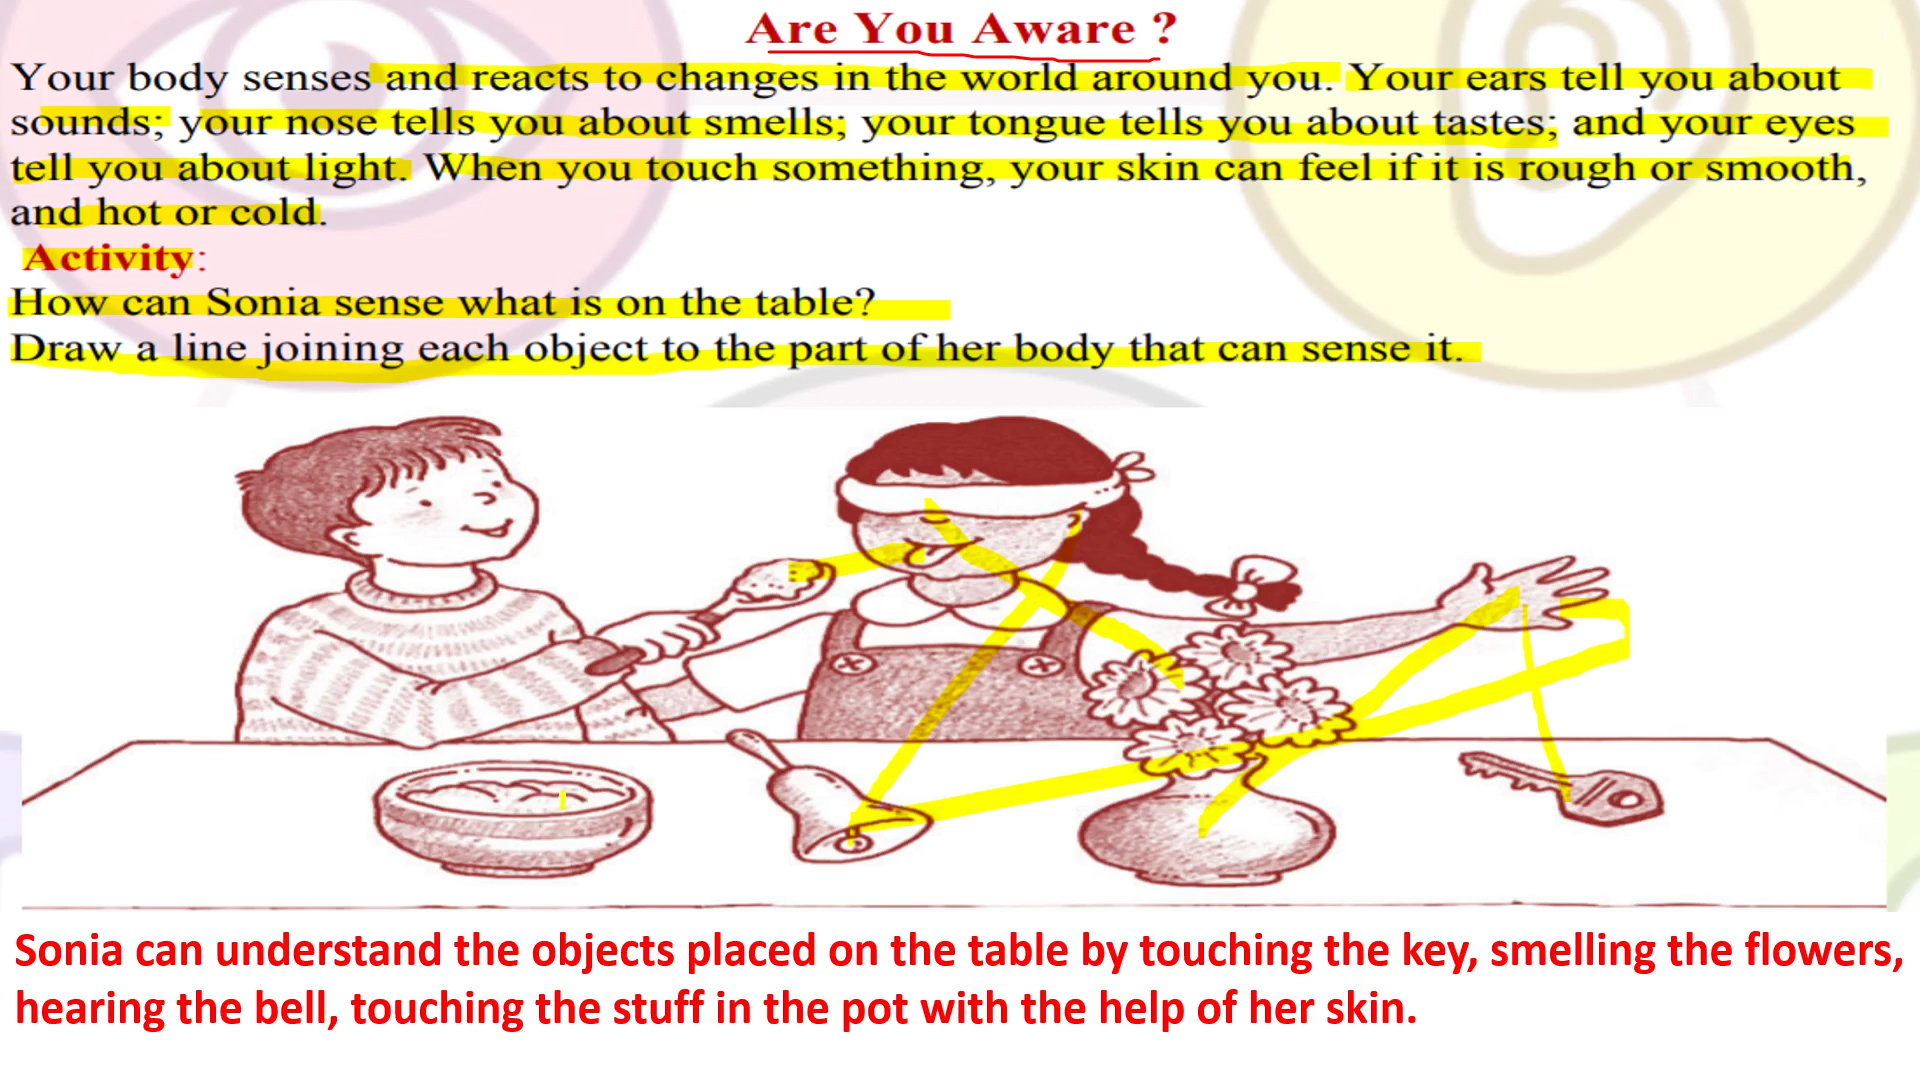 Are You Aware ?
Your body senses and reacts to changes in the world around you. Your ears tell you about
sounds; your nose tells you about smells; your tongue tells you about tastes; and your eyes
tell you about light. When you touch something, your skin can feel if it is rough or smooth,
and hot or cold.
Activity:
How can Sonia sense what is on the table?
Draw a line joining each object to the part of her body that can sense it.
Sonia can understand the objects placed on the table by touching the key, smelling the flowers,
hearing the bell, touching the stuff in the pot with the help of her skin.